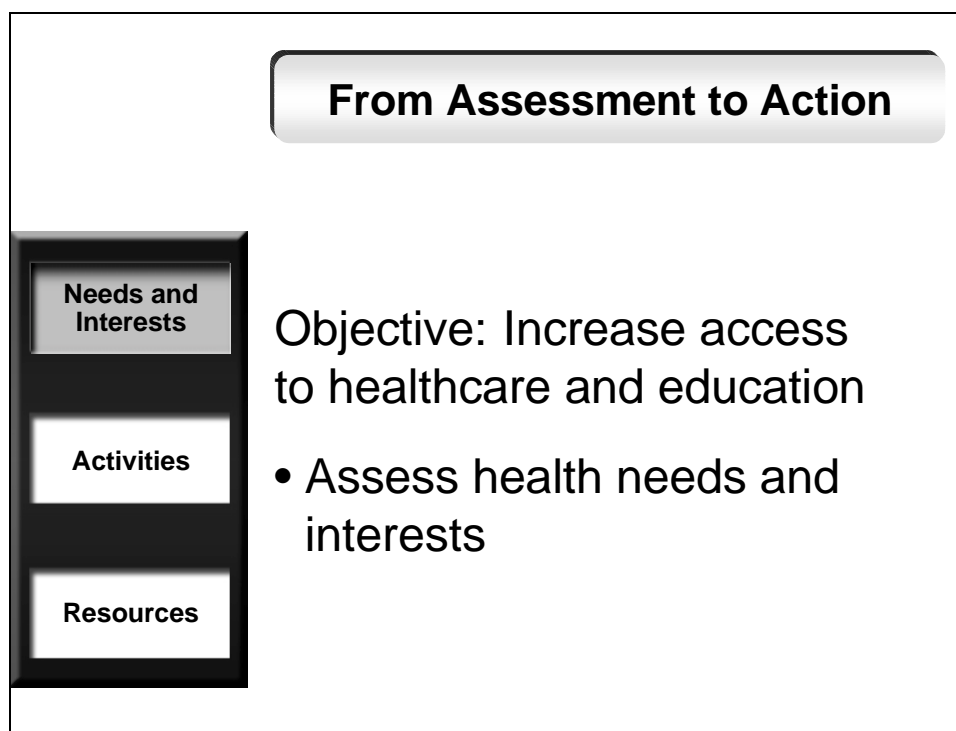 From Assessment to Action
Needs and
Interests
Activities
Resources
Objective: Increase access
to healthcare and education
• Assess health needs and
interests